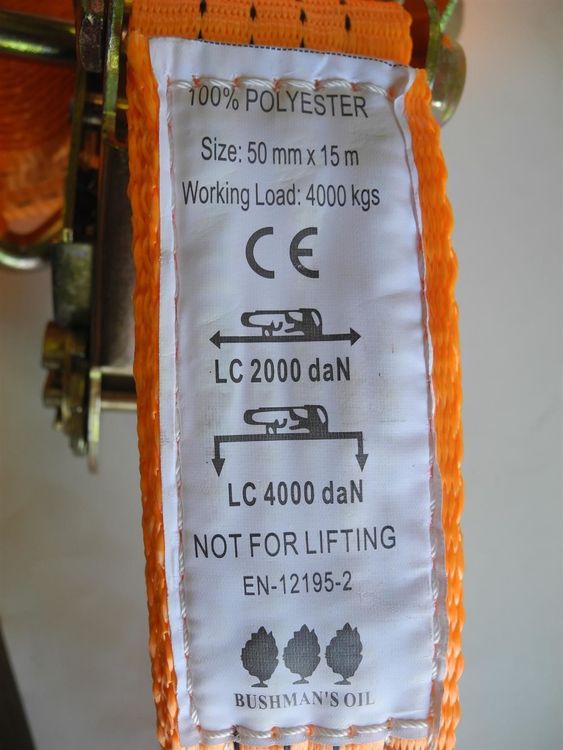 100% POLYESTER
Size: 50 mm x 15 m
Working Load: 4000 kgs
CE
LC 2000 daN
LC 4000 daN
NOT FOR LIFTING
EN-12195-2
BUSHMAN'S OIL